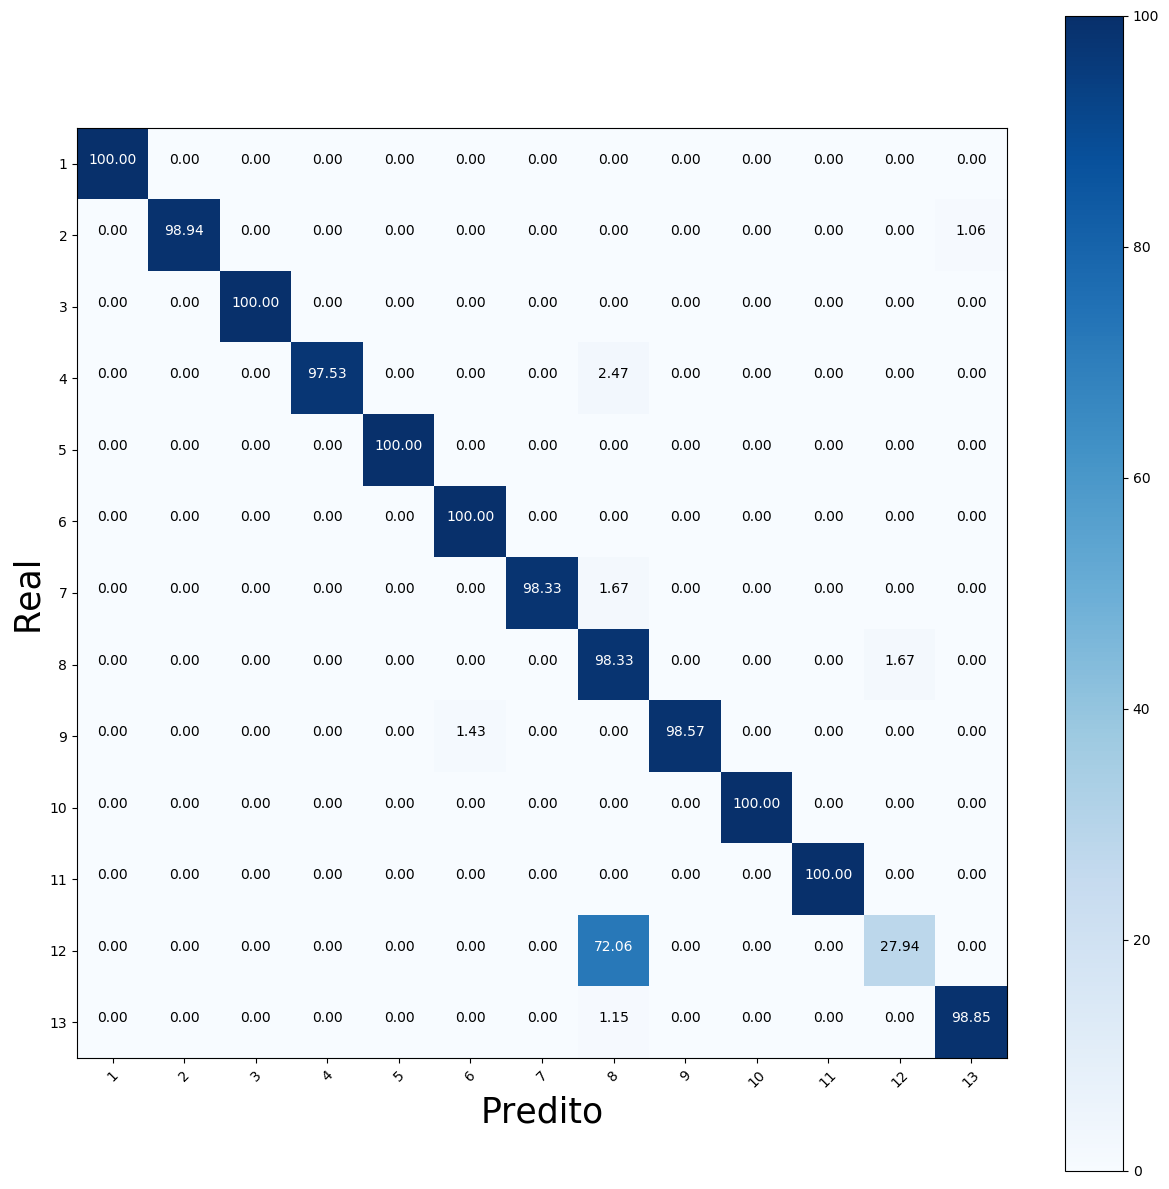 100
1 100.00 0.00 0.00 0.00 0.00 0.00 0.00 0.00 0.00 0.00 0.00 0.00 0.00
2 0.00 98.94 0.00 0.00 0.00 0.00 0.00 0.00 0.00 0.00 0.00 0.00 1.06
80
3 0.00 0.00 100.00 0.00 0.00 0.00 0.00 0.00 0.00 0.00 0.00 0.00 0.00
4 0.00 0.00 0.00 97.53 0.00 0.00 0.00 2.47 0.00 0.00 0.00 0.00 0.00
5 0.00 0.00 0.00 0.00 100.00 0.00 0.00 0.00 0.00 0.00 0.00 0.00 0.00
60
6 0.00 0.00 0.00 0.00 0.00 100.00 0.00 0.00 0.00 0.00 0.00 0.00 0.00
Real
7 0.00 0.00 0.00 0.00 0.00 0.00 98.33 1.67 0.00 0.00 0.00 0.00 0.00
8 0.00 0.00 0.00 0.00 0.00 0.00 0.00 98.33 0.00 0.00 0.00 1.67 0.00
40
9 0.00 0.00 0.00 0.00 0.00 1.43 0.00 0.00 98.57 0.00 0.00 0.00 0.00
10 0.00 0.00 0.00 0.00 0.00 0.00 0.00 0.00 0.00 100.00 0.00 0.00 0.00
11 0.00 0.00 0.00 0.00 0.00 0.00 0.00 0.00 0.00 0.00 100.00 0.00 0.00
20
12 0.00 0.00 0.00 0.00 0.00 0.00 0.00 72.06 0.00 0.00 0.00 27.94 0.00
13 0.00 0.00 0.00 0.00 0.00 0.00 0.00 1.15 0.00 0.00 0.00 0.00 98.85
1 2 3 4 5 6 7 8 9 10 11 12 13
Predito
0